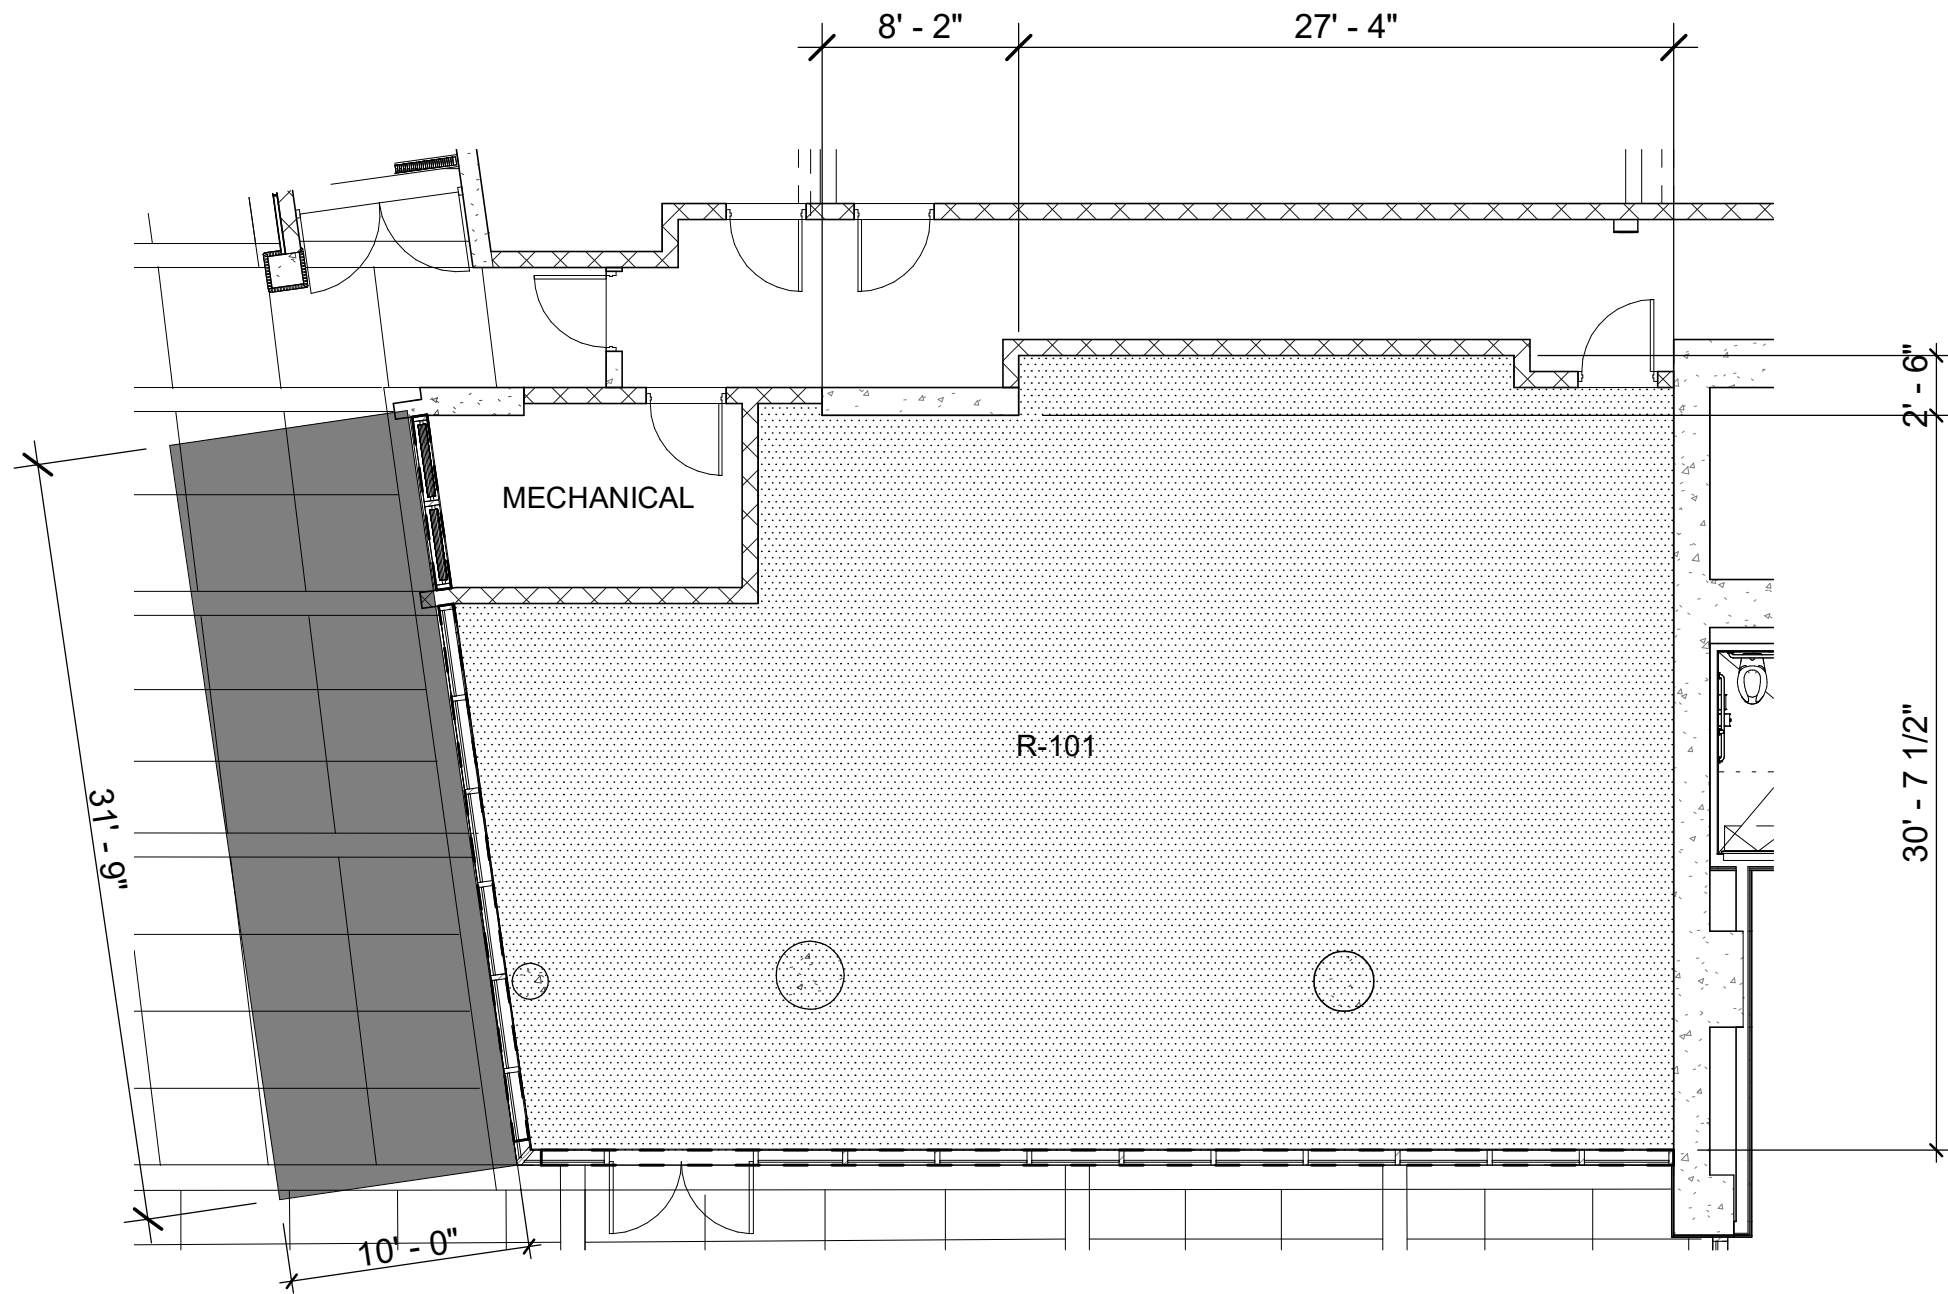 8' - 2"
27' - 4"
2' - 6"
MECHANICAL
R-101
30' - 7 1/2"
31' - 9"
10' - 0"